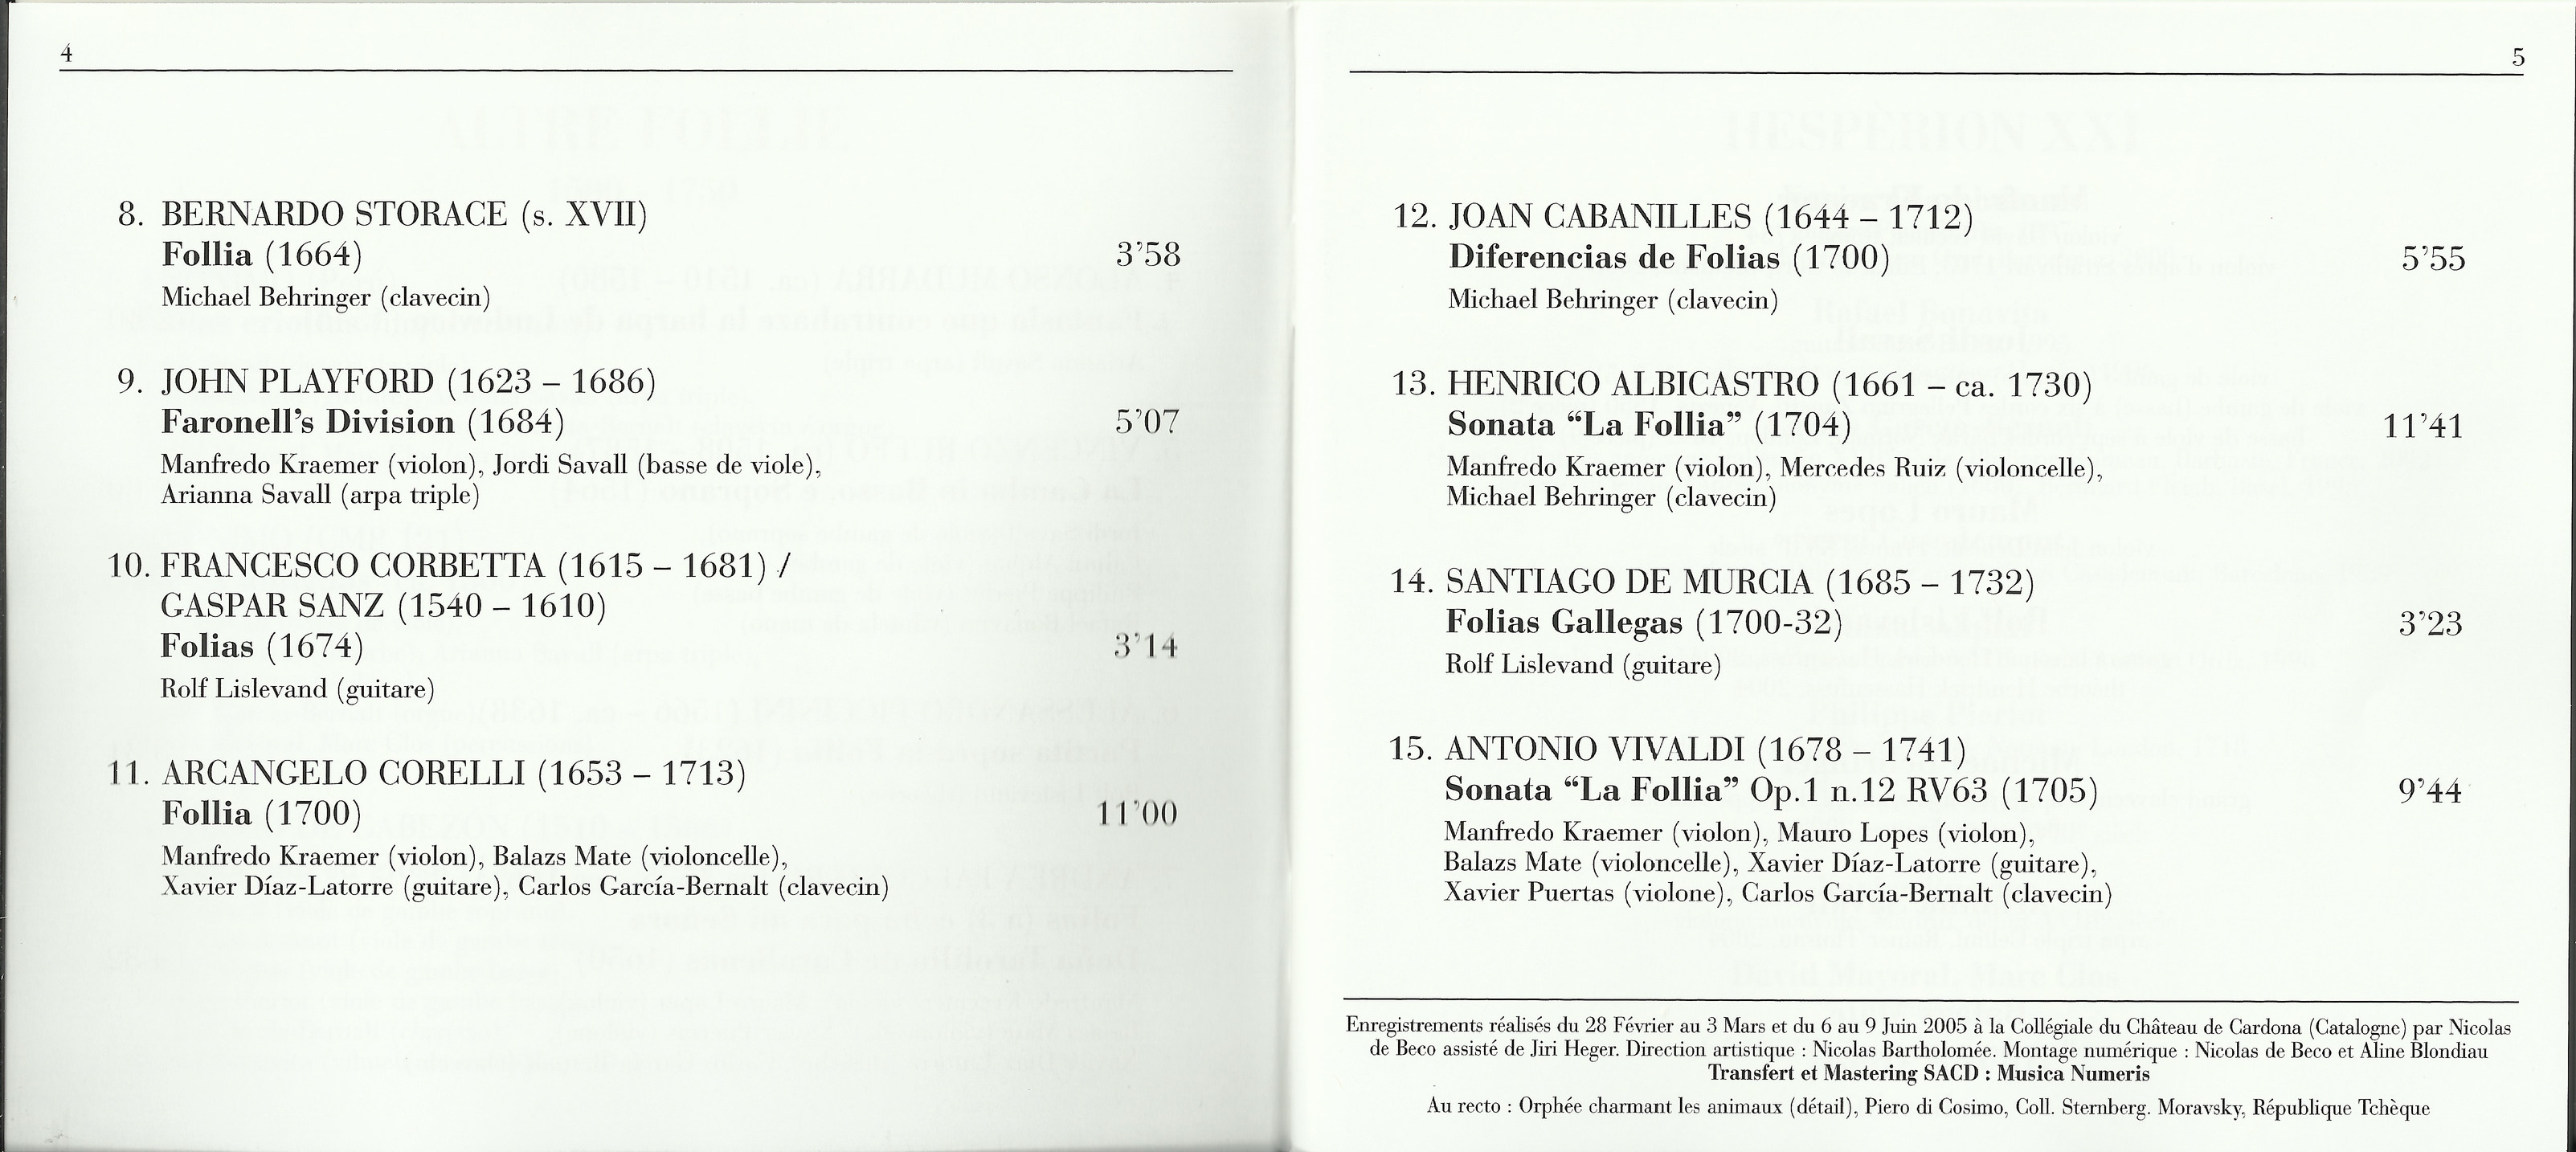 4
8. BERNARDO STORACE (s. XVII)
Follia (1664) 3’58
Michael Behringer (clavecin)
9. JOHN PLAYFORD (1623 – 1686)
Faronell’s Division (1684) 5’07
Manfredo Kraemer (violon), Jordi Savall (basse de viole),
Arianna Savall (arpa triple)
10. FRANCESCO CORBETTA (1615 – 1681) /
GASPAR SANZ (1540 – 1610)
Folias (1674) 3’14
Rolf Lislevand (guitare)
11. ARCANGELO CORELLI (1653 – 1713)
Follia (1700) 11’00
Manfredo Kraemer (violon), Balazs Mate (violoncelle),
Xavier Díaz-Latorre (guitare), Carlos García-Bernalt (clavecin)
5
12. JOAN CABANILLES (1644 – 1712)
Diferencias de Folias (1700) 5’55
Michael Behringer (clavecin)
13. HENRICO ALBICASTRO (1661 – ca. 1730)
Sonata “La Follia” (1704) 11’41
Manfredo Kraemer (violon), Mercedes Ruiz (violoncelle),
Michael Behringer (clavecin)
14. SANTIAGO DE MURCIA (1685 – 1732)
Folias Gallegas (1700-32) 3’23
Rolf Lislevand (guitare)
15. ANTONIO VIVALDI (1678 – 1741)
Sonata “La Follia” Op.1 n.12 RV63 (1705) 9’44
Manfredo Kraemer (violon), Mauro Lopes (violon),
Balazs Mate (violoncelle), Xavier Díaz-Latorre (guitare),
Xavier Puertas (violone), Carlos García-Bernalt (clavecin)
Enregistrements réalisés du 28 Février au 3 Mars et du 6 au 9 Juin 2005 à la Collégiale du Château de Cardona (Catalogne) par Nicolas
de Beco assisté de Jiri Heger. Direction artistique : Nicolas Bartholomée. Montage numérique : Nicolas de Beco et Aline Blondiau
Transfert et Mastering SACD : Musica Numeris
Au recto : Orphée charmant les animaux (détail), Piero di Cosimo, Coll. Sternberg. Moravsky, République Tchèque